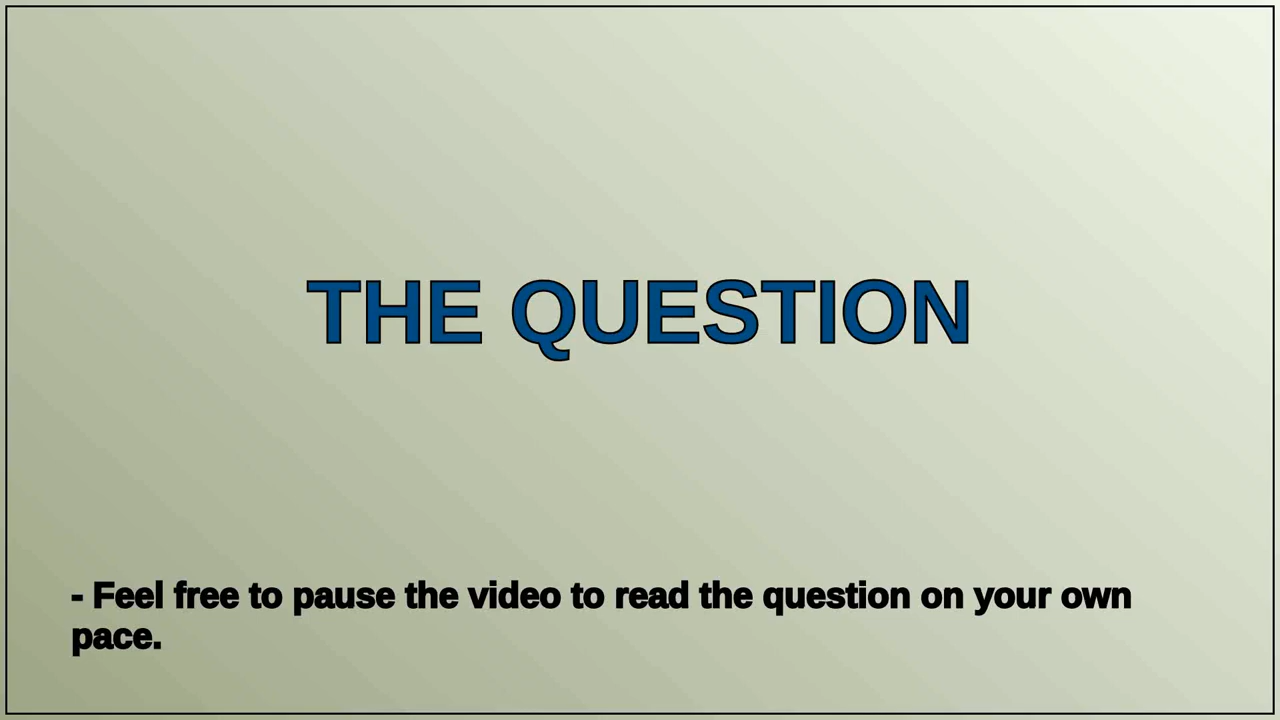 THE QUESTION
- Feel free to pause the video to read the question on your own
pace.